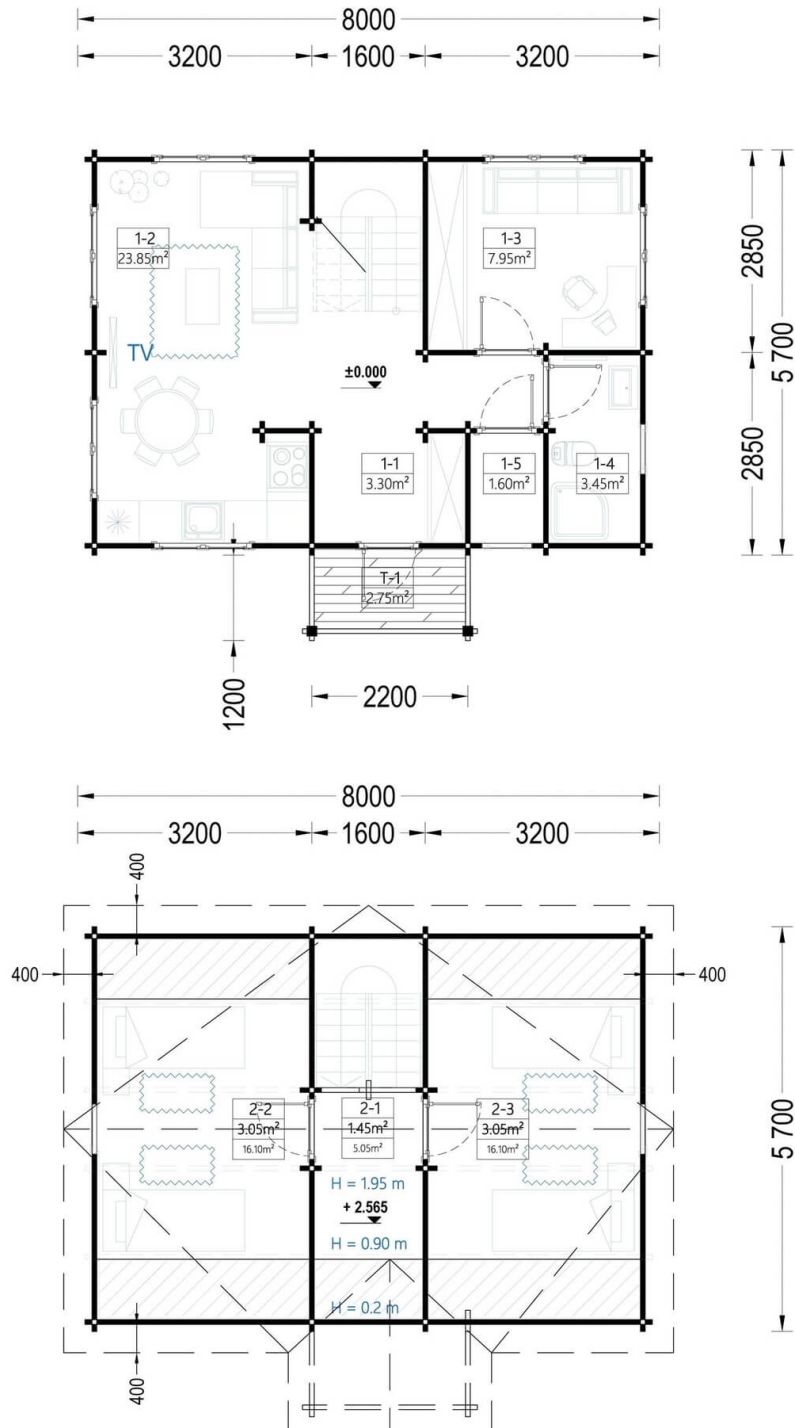 8000
3200 1600 3200
1-2
23.85m²
1-3
7.95m²
2850
5 700
TV
±0.000
2850
1-1
3.30m²
1-5
1.60m²
1-4
3.45m²
T-1
2.75m²
1200
2200
8000
3200 1600 3200
400
400
400
2-2
3.05m²
16.10m²
2-1
1.45m²
5.05m²
2-3
3.05m²
16.10m²
5 700
H = 1.95 m
+ 2.565
H = 0.90 m
H = 0.2 m
400